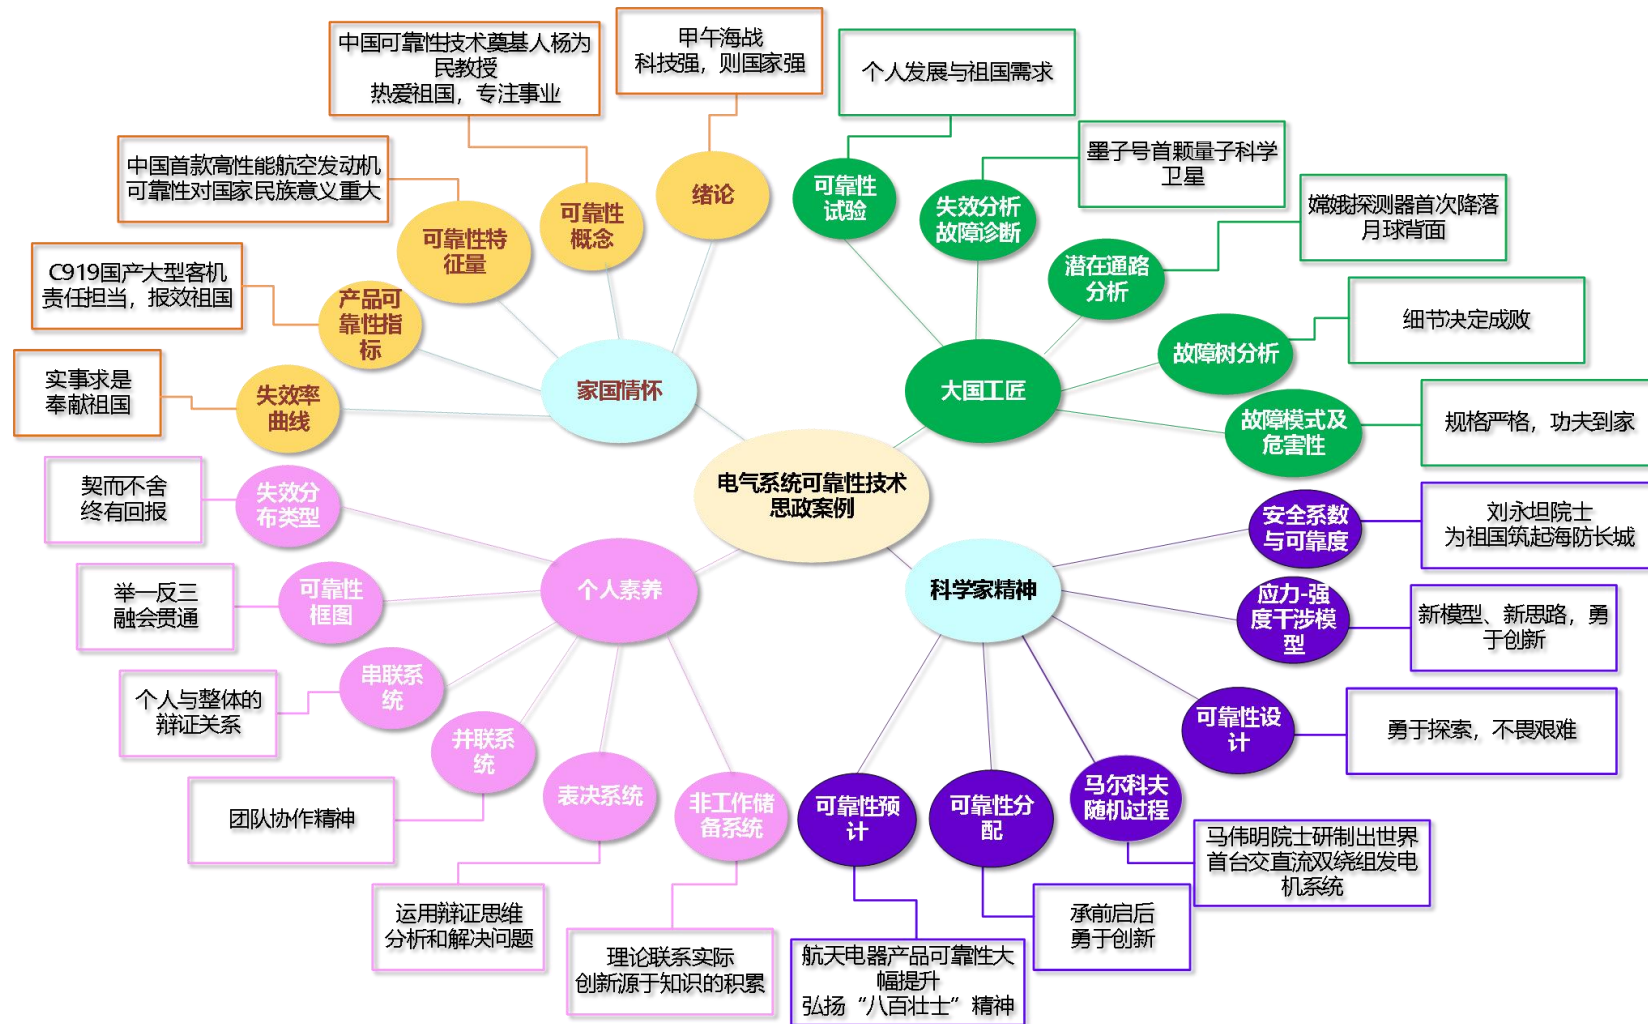 中国可靠性技术奠基人杨为
民教授
热爱祖国，专注事业
甲午海战
科技强，则国家强
个人发展与祖国需求
墨子号首颗量子科学
卫星
嫦娥探测器首次降落
月球背面
中国首款高性能航空发动机
可靠性对国家民族意义重大
C919国产大型客机
责任担当，报效祖国
实事求是
奉献祖国
细节决定成败
规格严格，功夫到家
绪论
可靠性
概念
可靠性特
征量
产品可
靠性指
标
失效率
曲线
家国情怀
可靠性
试验
失效分析
故障诊断
潜在通路
分析
故障树分析
故障模式及
危害性
大国工匠
电气系统可靠性技术
思政案例
个人素养
失效分
布类型
可靠性
框图
串联系
统
并联系
统
表决系统
非工作储
备系统
契而不舍
终有回报
举一反三
融会贯通
个人与整体的
辩证关系
团队协作精神
运用辩证思维
分析和解决问题
理论联系实际
创新源于知识的积累
科学家精神
安全系数
与可靠度
应力-强
度干涉模
型
可靠性设
计
马尔科夫
随机过程
可靠性分
配
可靠性预
计
刘永坦院士
为祖国筑起海防长城
新模型、新思路，勇
于创新
勇于探索，不畏艰难
马伟明院士研制出世界
首台交直流双绕组发电
机系统
承前启后
勇于创新
航天电器产品可靠性大
幅提升
弘扬“八百壮士”精神